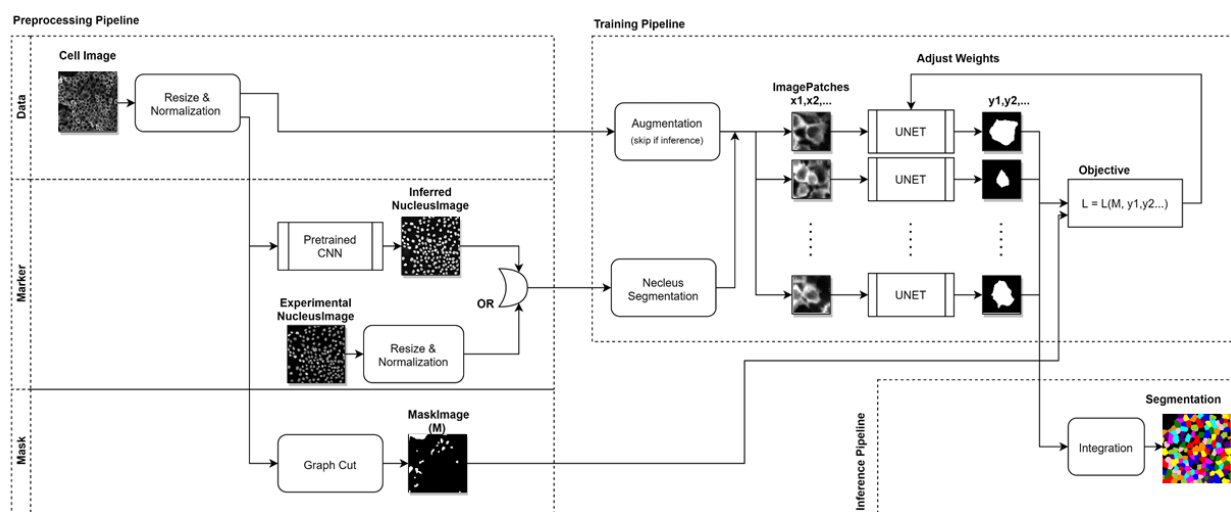 Preprocessing Pipeline
Training Pipeline
Data
Cell Image
Resize &
Normalization
Augmentation
(skip if inference)
ImagePatches
x1,x2,...
Adjust Weights
UNET
y1,y2,...
UNET
Objective
L = L(M, y1,y2...)
UNET
Marker
Pretrained
CNN
Inferred
NucleusImage
OR
Necleus
Segmentation
Experimental
NucleusImage
Resize &
Normalization
Mask
Graph Cut
MaskImage
(M)
Inference Pipeline
Integration
Segmentation